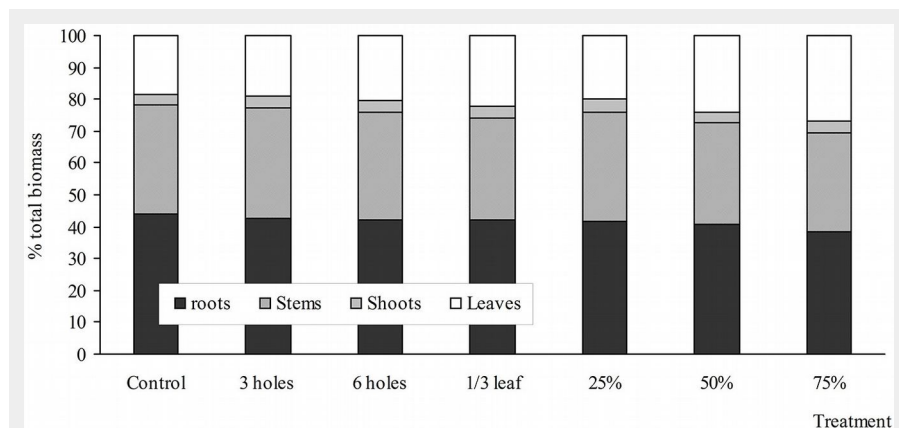 % total biomass
100
90
80
70
60
50
40
30
20
10
0
roots Stems Shoots Leaves
Control 3 holes 6 holes 1/3 leaf 25% 50% 75%
Treatment